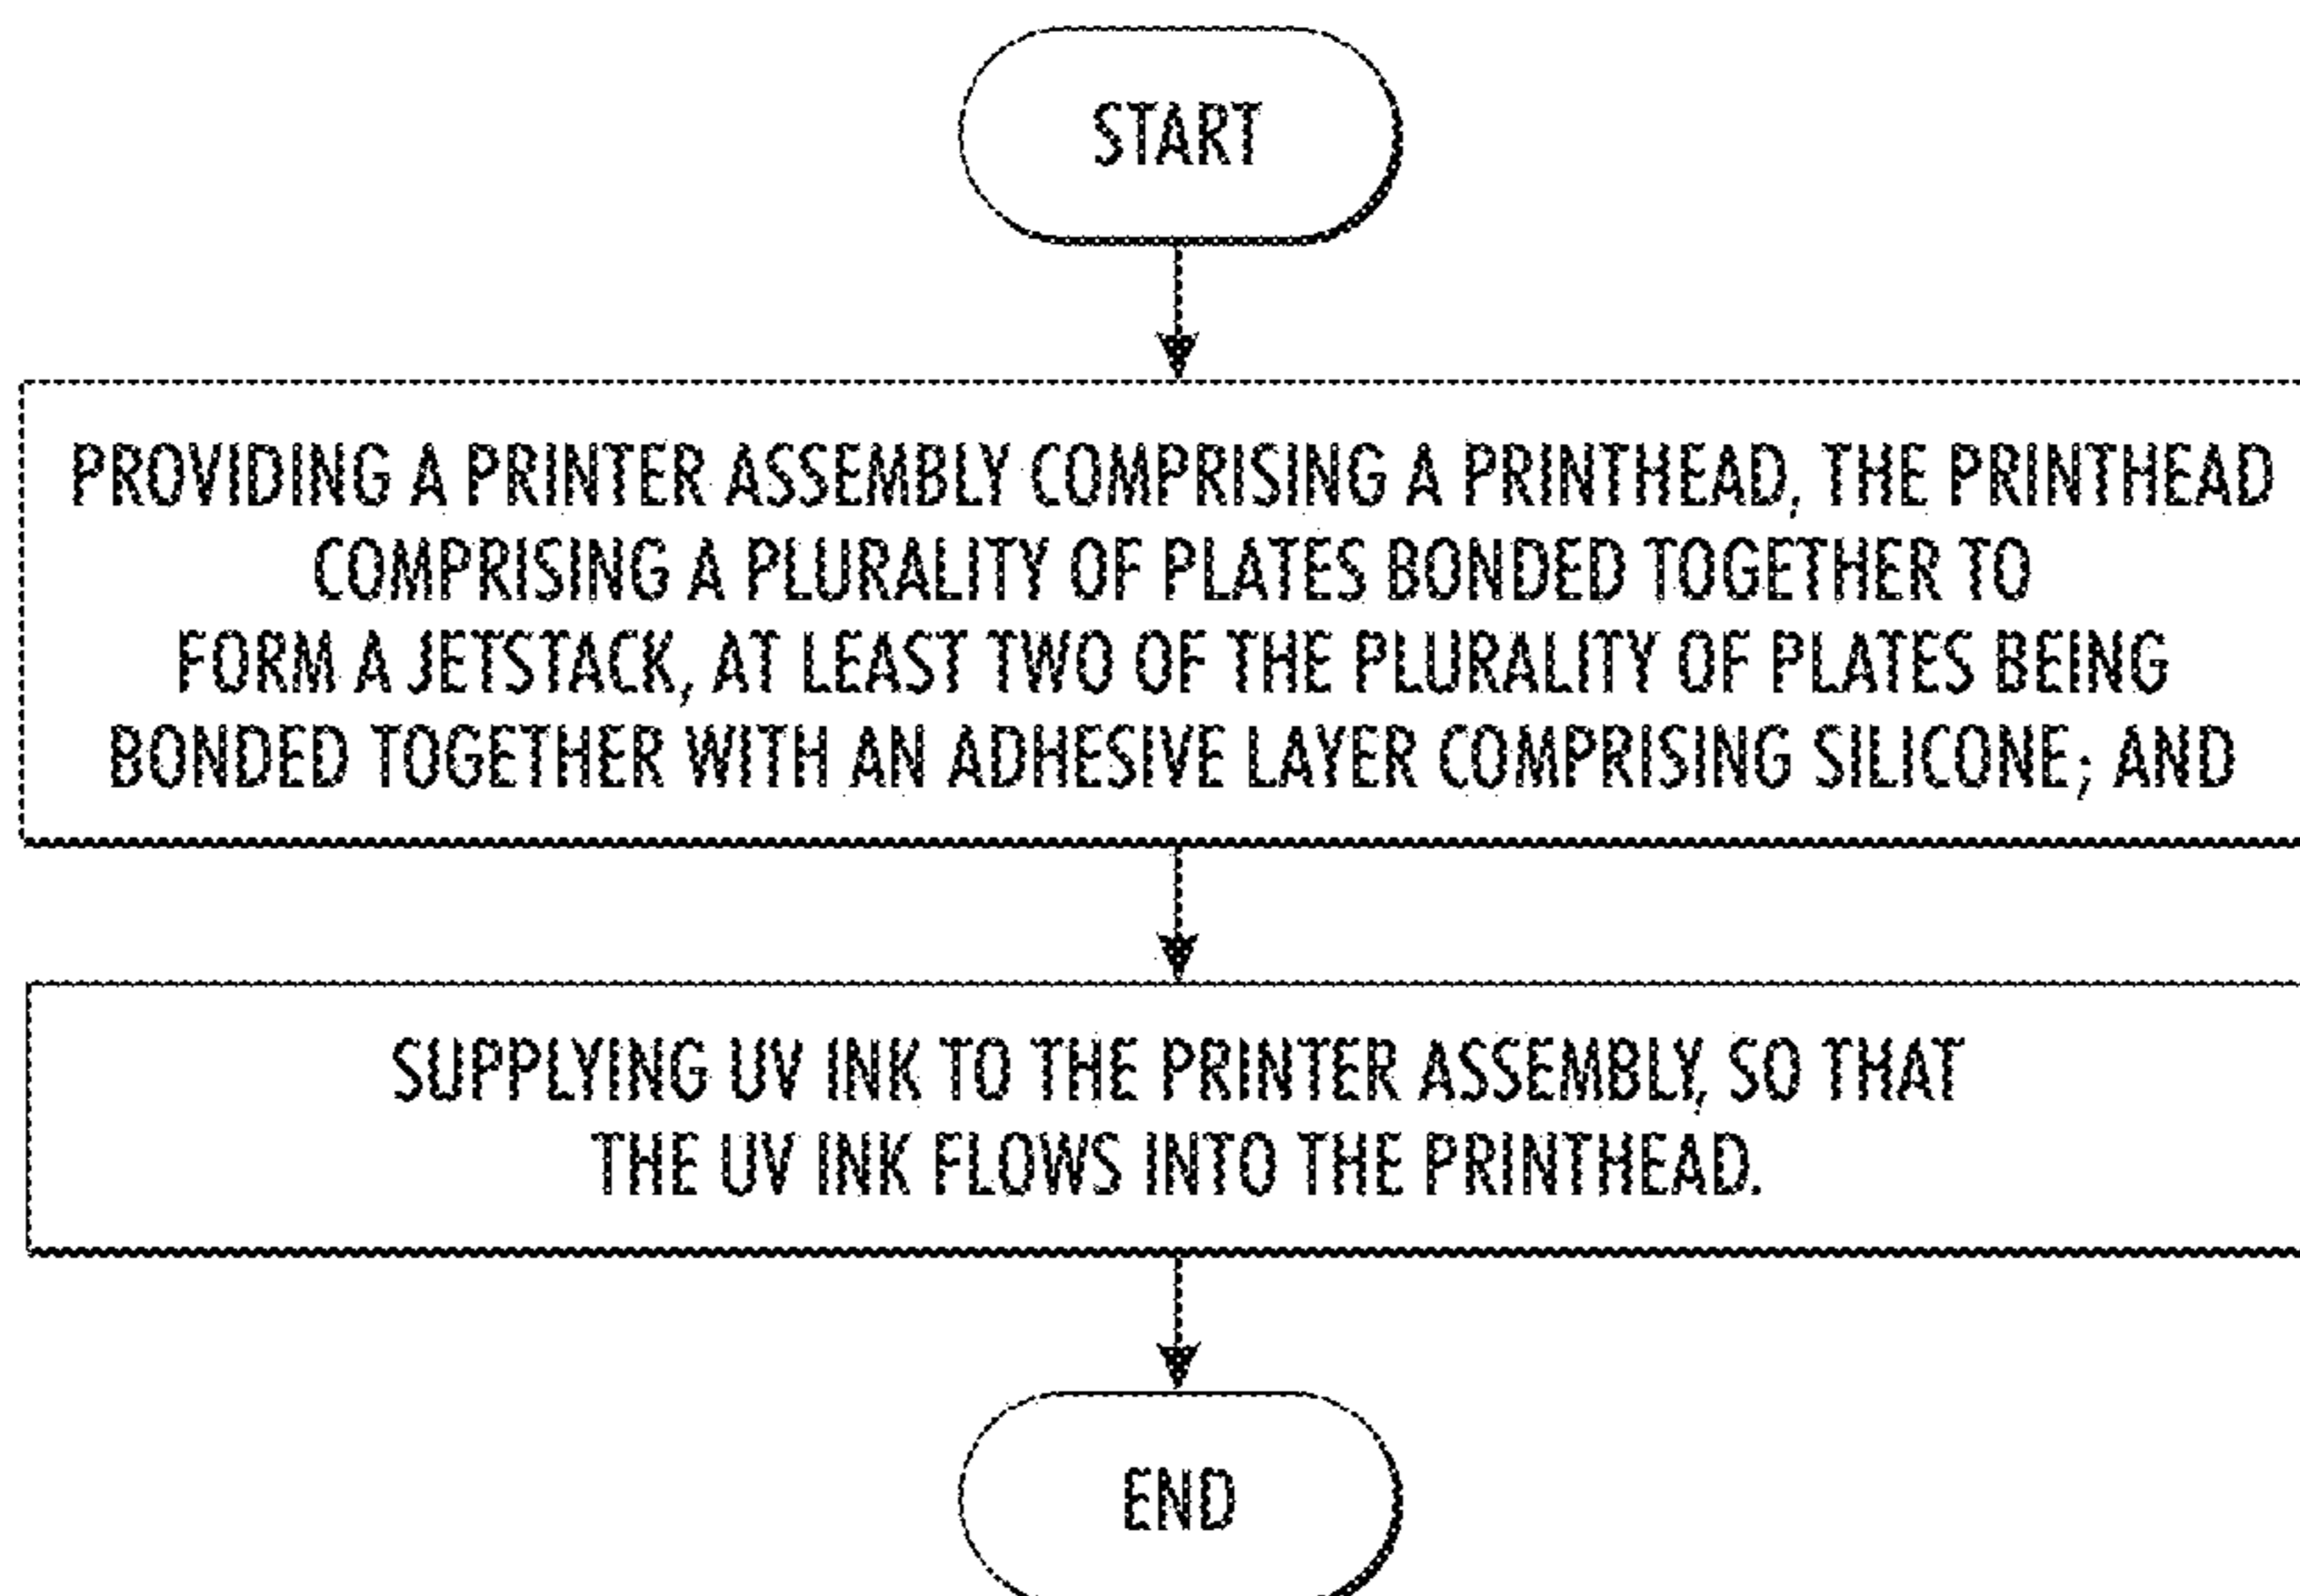 START
PROVIDING A PRINTER ASSEMBLY COMPRISING A PRINTHEAD, THE PRINTHEAD
COMPRISING A PLURALITY OF PLATES BONDED TOGETHER TO
FORM A JETSTACK, AT LEAST TWO OF THE PLURALITY OF PLATES BEING
BONDED TOGETHER WITH AN ADHESIVE LAYER COMPRISING SILICONE; AND
SUPPLYING UV INK TO THE PRINTER ASSEMBLY, SO THAT
THE UV INK FLOWS INTO THE PRINTHEAD.
END